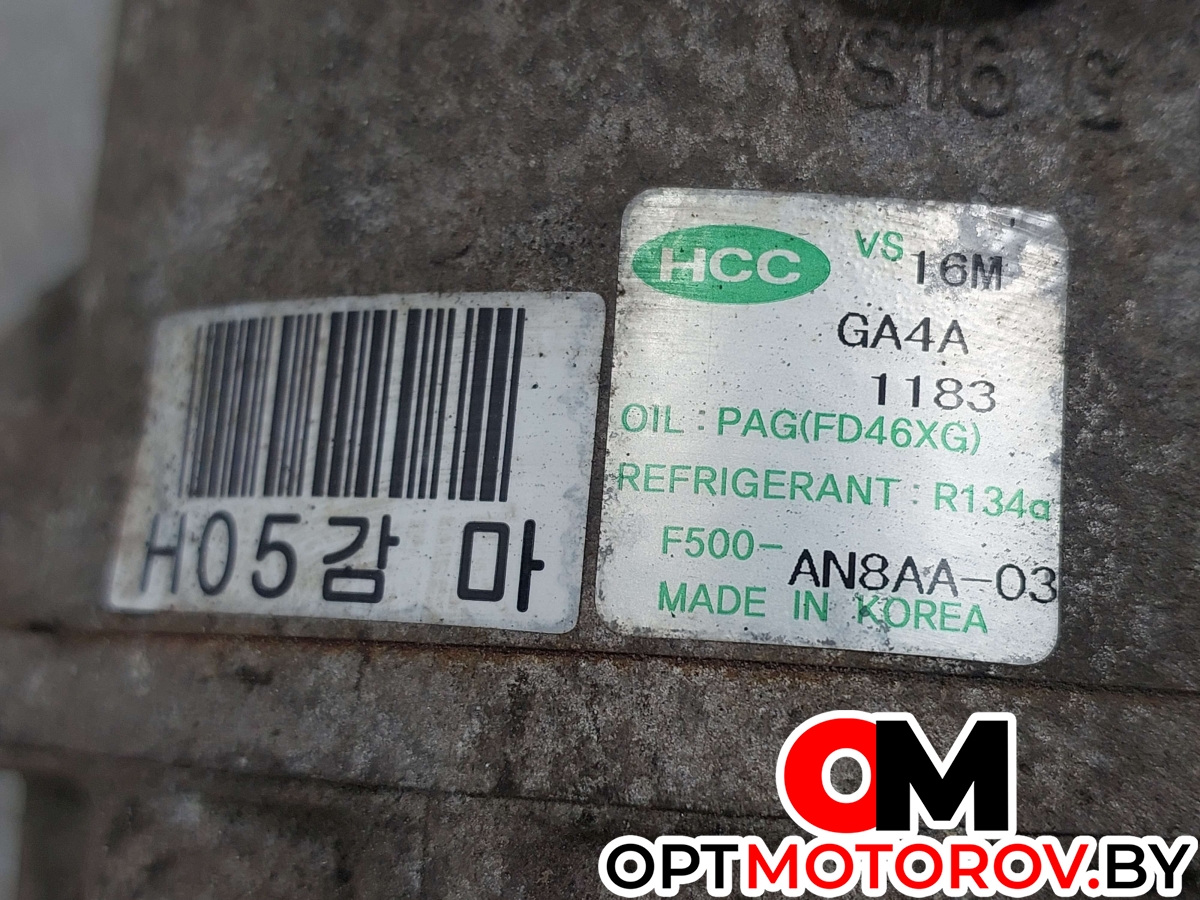 VS16
HCC VS 16M
GA4A
1183
OIL : PAG(FD46XG)
REFRIGERANT : R134a
F500-AN8AA-03
MADE IN KOREA
H05감 마
OM
OPTMOTOROV.BY